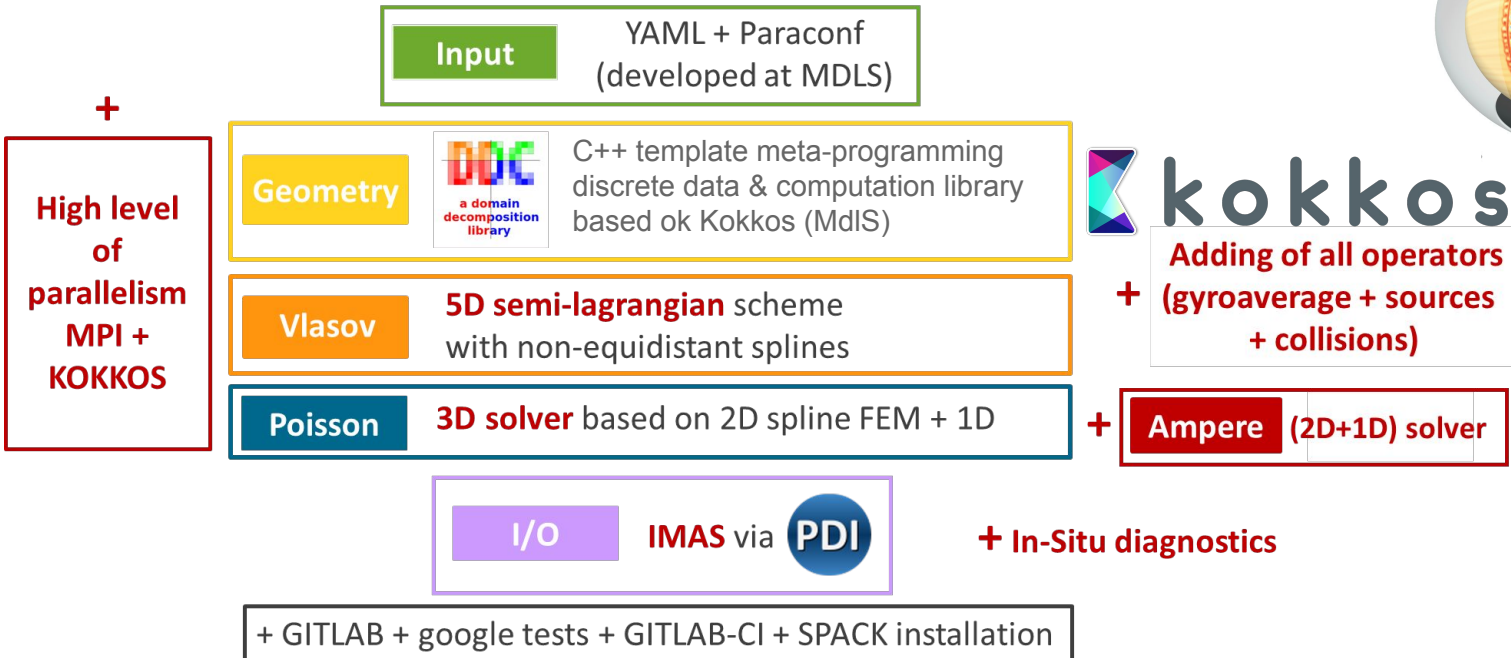 Input
YAML + Paraconf
(developed at MDLS)
+
High level
of
parallelism
MPI +
KOKKOS
Geometry
DDC
a domain
decomposition
library
C++ template meta-programming
discrete data & computation library
based ok Kokkos (MdlS)
kokkos
Vlasov
5D semi-lagrangian scheme
with non-equidistant splines
+
Adding of all operators
(gyroaverage + sources
+ collisions)
Poisson
3D solver based on 2D spline FEM + 1D
+
Ampere (2D+1D) solver
I/O
IMAS via PDI
+ In-Situ diagnostics
+ GITLAB + google tests + GITLAB-CI + SPACK installation